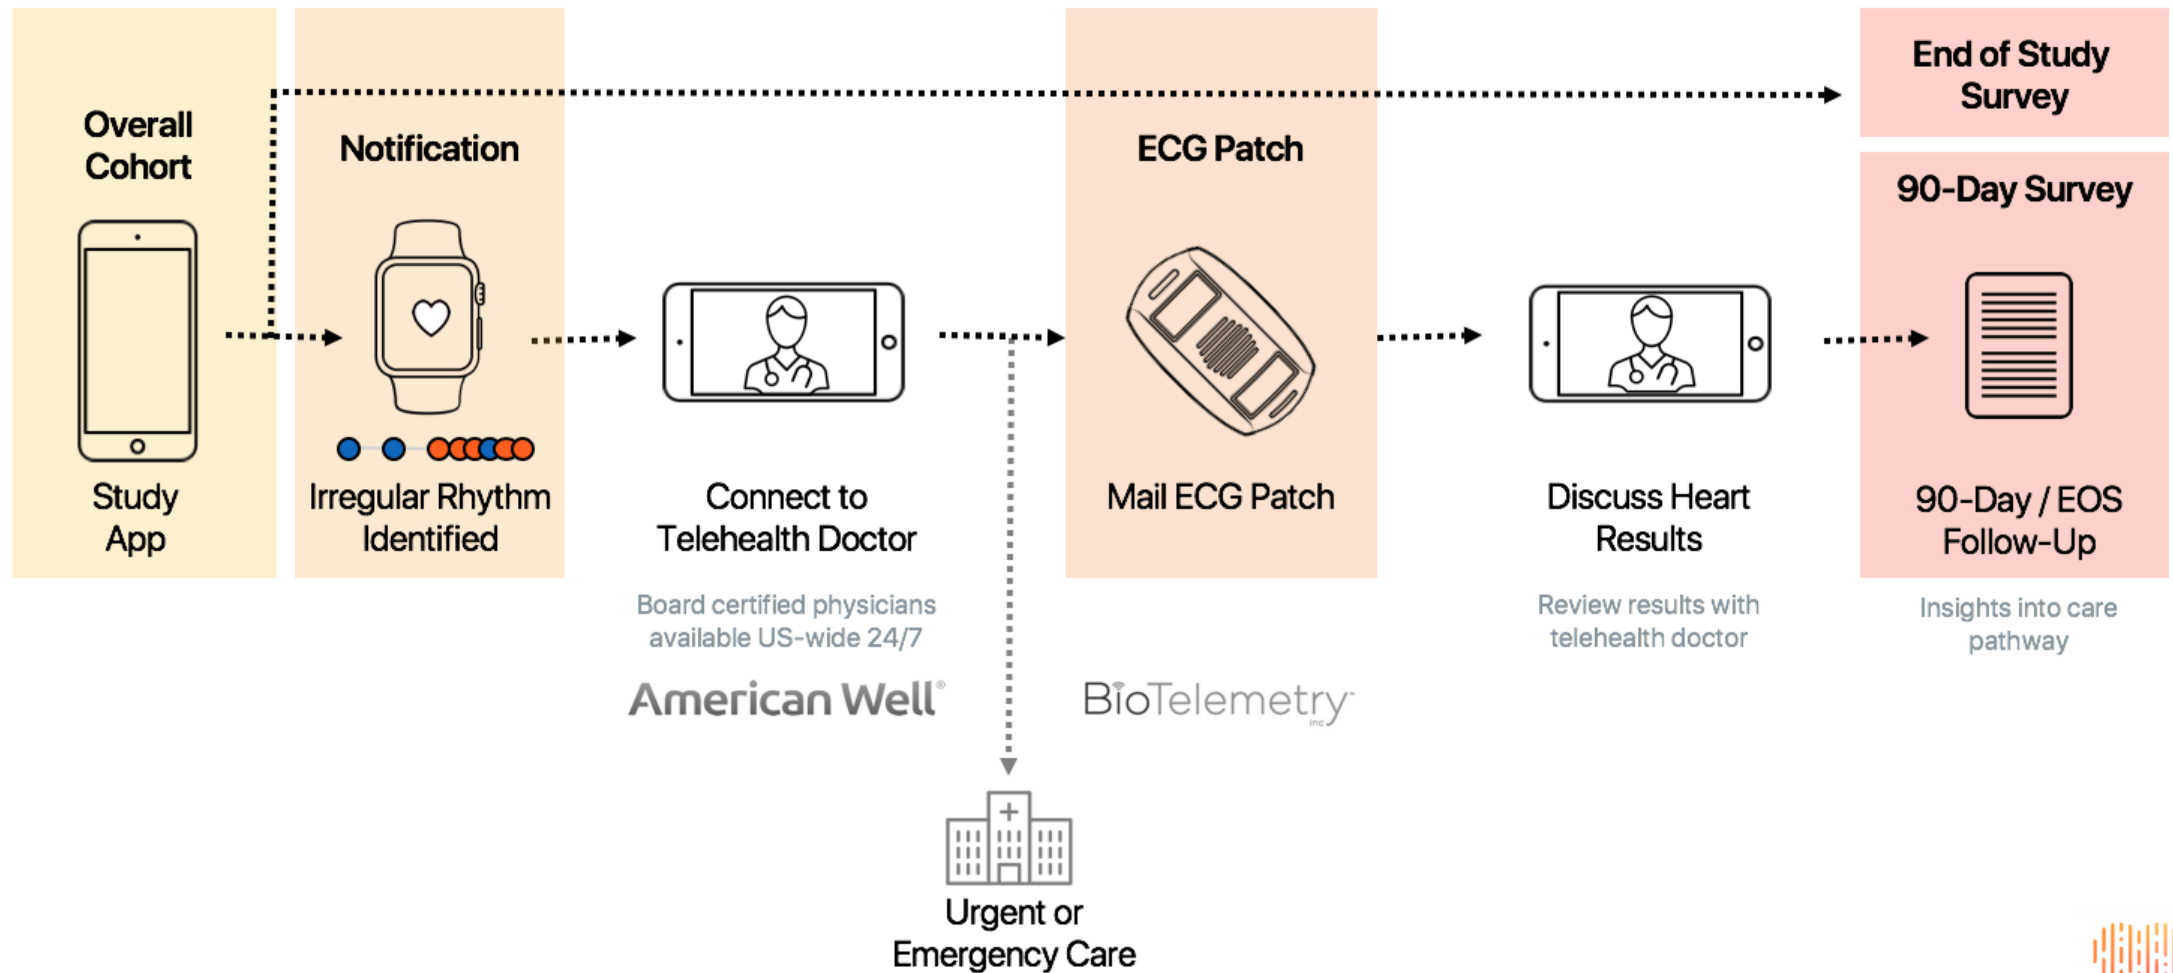 Overall
Cohort
Study
App
Notification
Irregular Rhythm
Identified
Connect to
Telehealth Doctor
Board certified physicians
available US-wide 24/7
American Well®
Urgent or
Emergency Care
ECG Patch
Mail ECG Patch
BioTelemetry
inc
Discuss Heart
Results
Review results with
telehealth doctor
End of Study
Survey
90-Day Survey
90-Day / EOS
Follow-Up
Insights into care
pathway